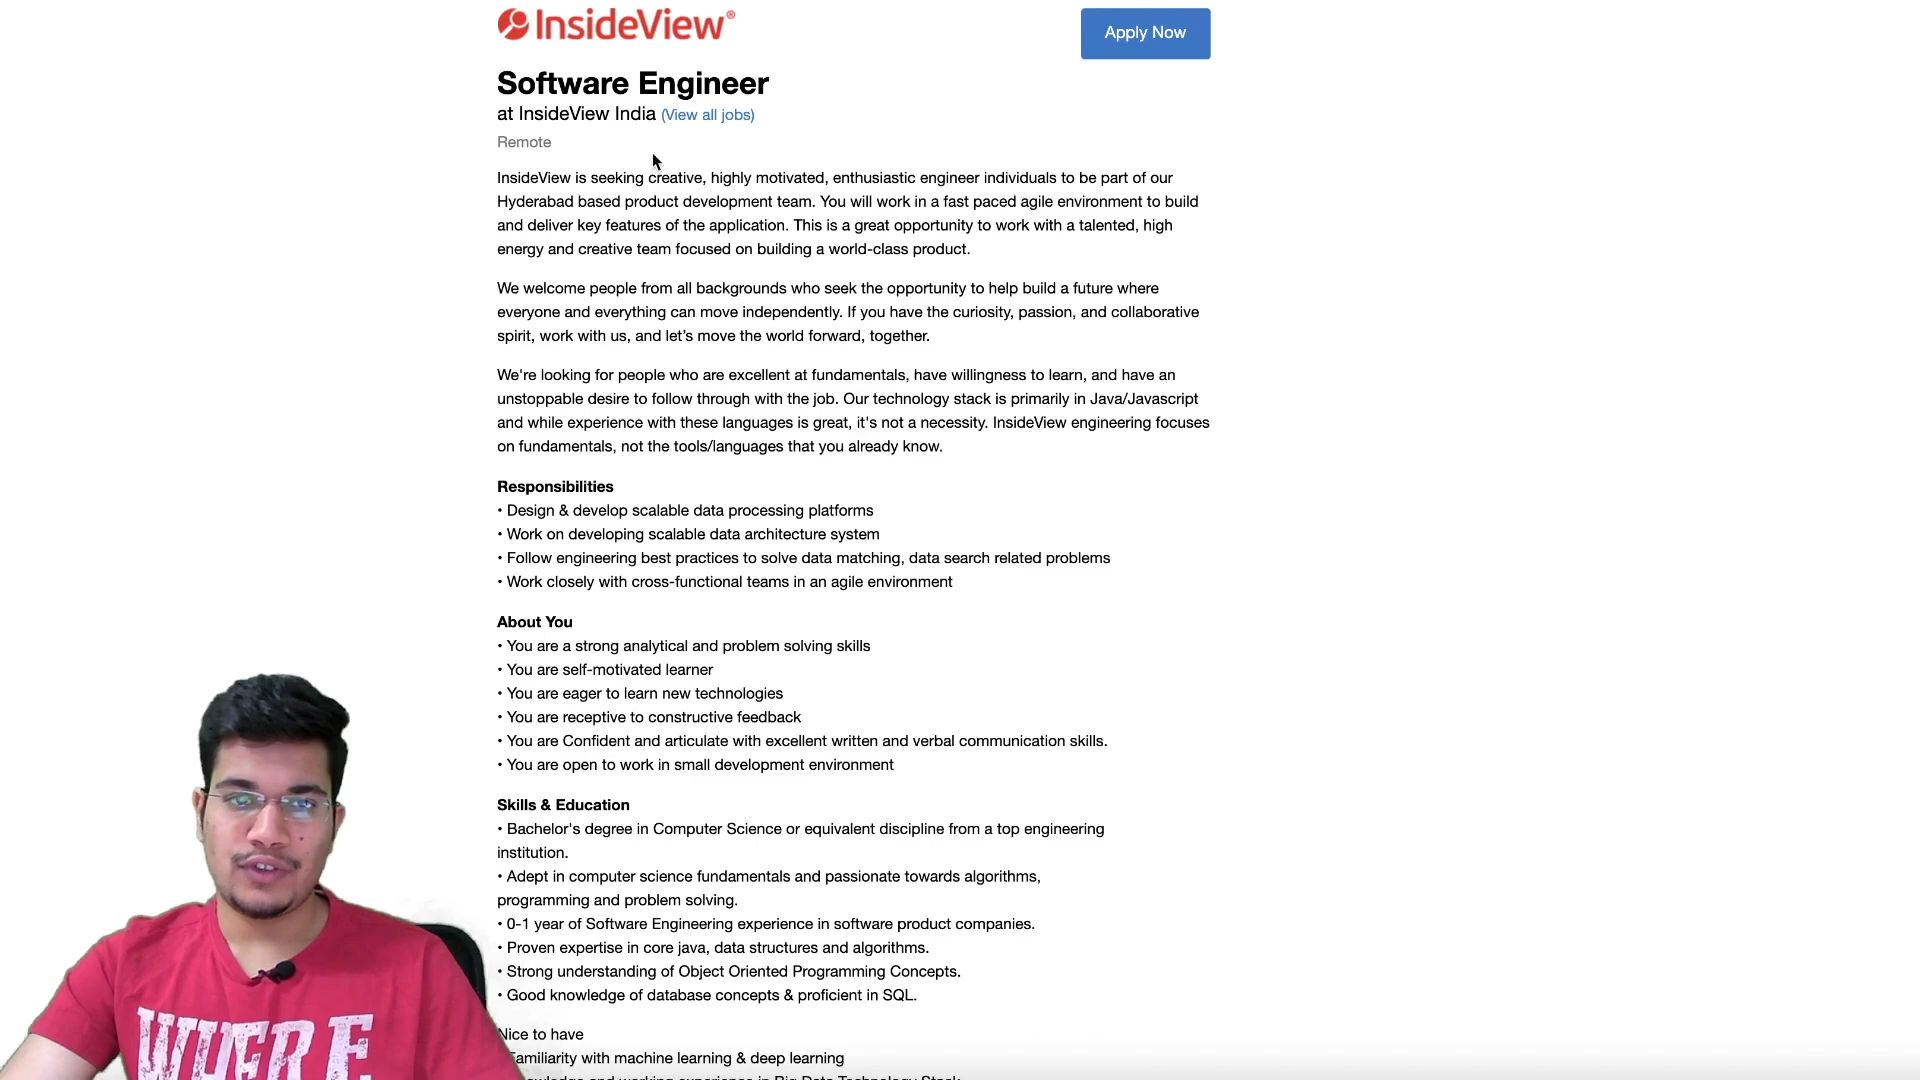 InsideView®
Apply Now
Software Engineer
at InsideView India (View all jobs)
Remote
InsideView is seeking creative, highly motivated, enthusiastic engineer individuals to be part of our
Hyderabad based product development team. You will work in a fast paced agile environment to build
and deliver key features of the application. This is a great opportunity to work with a talented, high
energy and creative team focused on building a world-class product.
We welcome people from all backgrounds who seek the opportunity to help build a future where
everyone and everything can move independently. If you have the curiosity, passion, and collaborative
spirit, work with us, and let’s move the world forward, together.
We're looking for people who are excellent at fundamentals, have willingness to learn, and have an
unstoppable desire to follow through with the job. Our technology stack is primarily in Java/Javascript
and while experience with these languages is great, it's not a necessity. InsideView engineering focuses
on fundamentals, not the tools/languages that you already know.
Responsibilities
• Design & develop scalable data processing platforms
• Work on developing scalable data architecture system
• Follow engineering best practices to solve data matching, data search related problems
• Work closely with cross-functional teams in an agile environment
About You
• You are a strong analytical and problem solving skills
• You are self-motivated learner
• You are eager to learn new technologies
• You are receptive to constructive feedback
• You are Confident and articulate with excellent written and verbal communication skills.
• You are open to work in small development environment
Skills & Education
• Bachelor's degree in Computer Science or equivalent discipline from a top engineering
institution.
• Adept in computer science fundamentals and passionate towards algorithms,
programming and problem solving.
• 0-1 year of Software Engineering experience in software product companies.
• Proven expertise in core java, data structures and algorithms.
• Strong understanding of Object Oriented Programming Concepts.
• Good knowledge of database concepts & proficient in SQL.
Nice to have
Familiarity with machine learning & deep learning
and working experience in Big Data Technology Stack
WHERE